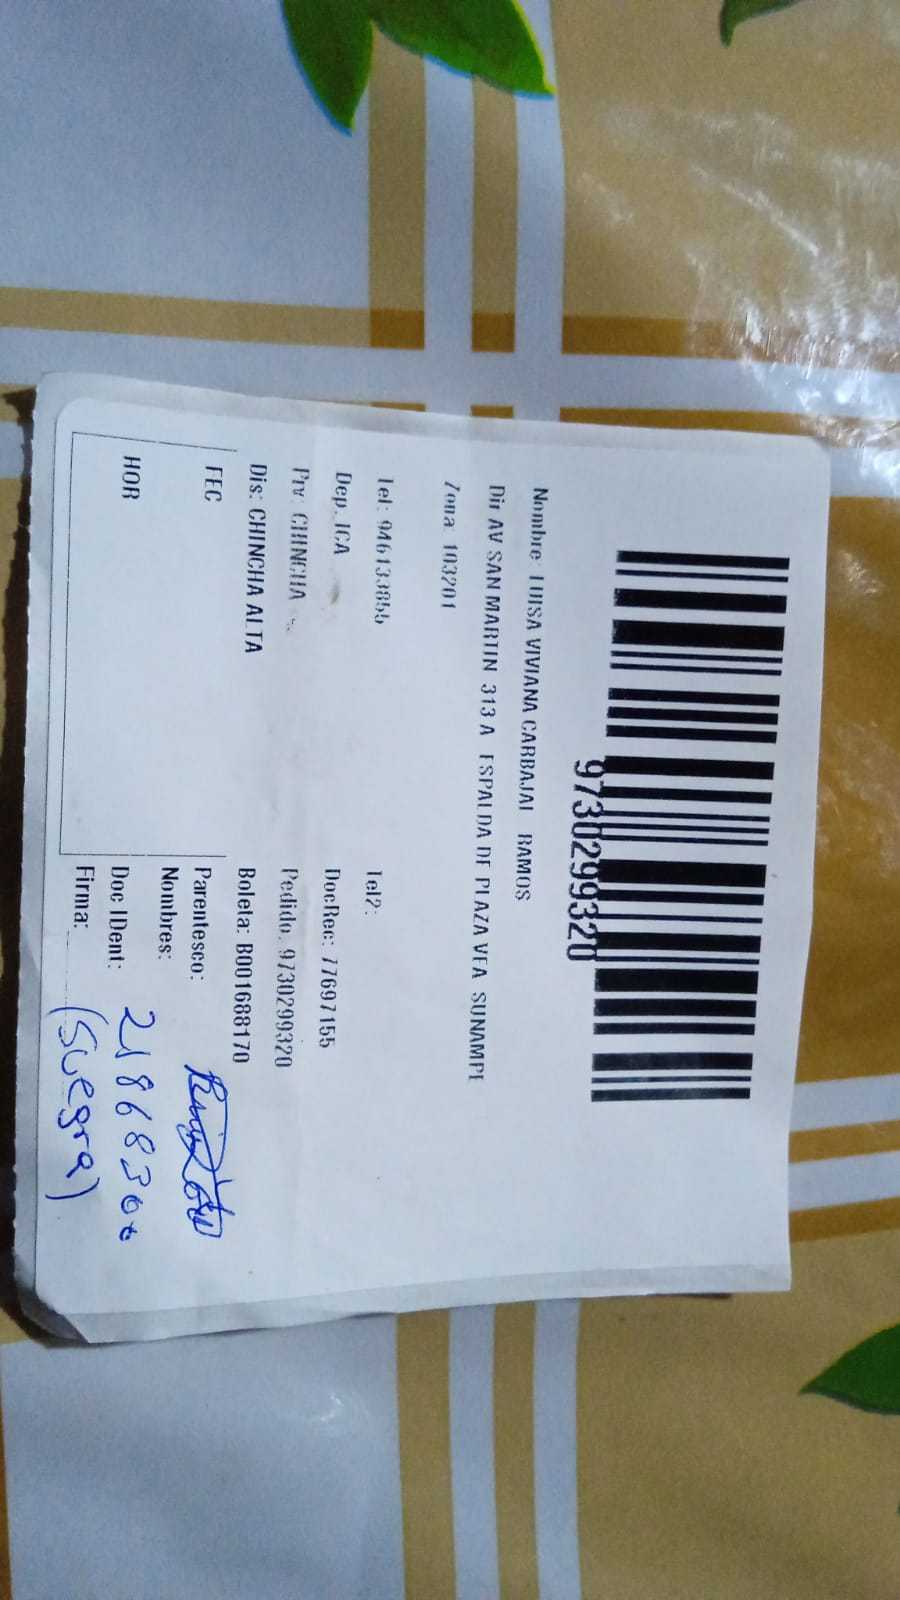 9730299320
Nombre: LUISA VIVIANA CARBAJAL RAMOS
Dir AV SAN MARTIN 313 A ESPALDA DE PLAZA VEA SUNAMPE
Zona: 103201
Tel: 946133855 Tel2:
Dep. ICA DocRec: 77697155
Prv: CHINCHA Pedido: 9730299320
Dis: CHINCHA ALTA Boleta: B001688170
FEC Parentesco:
Nombres:
HOR Doc IDent: 218683
Firma: (Suegra)